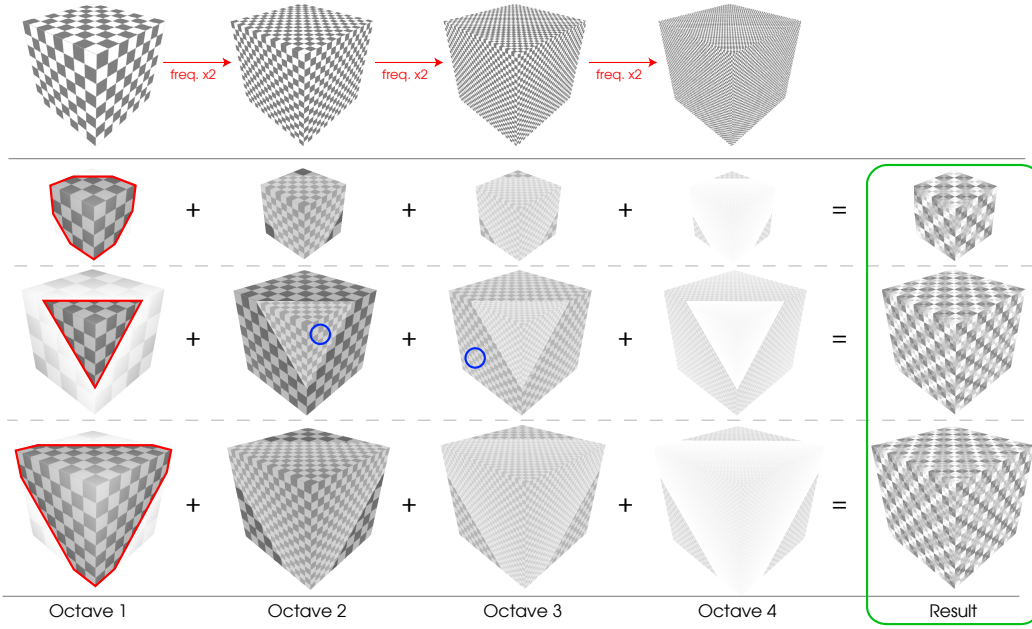 freq. x2
freq. x2
freq. x2
+ + + =
+ + + =
+ + + =
Octave 1
Octave 2
Octave 3
Octave 4
Result